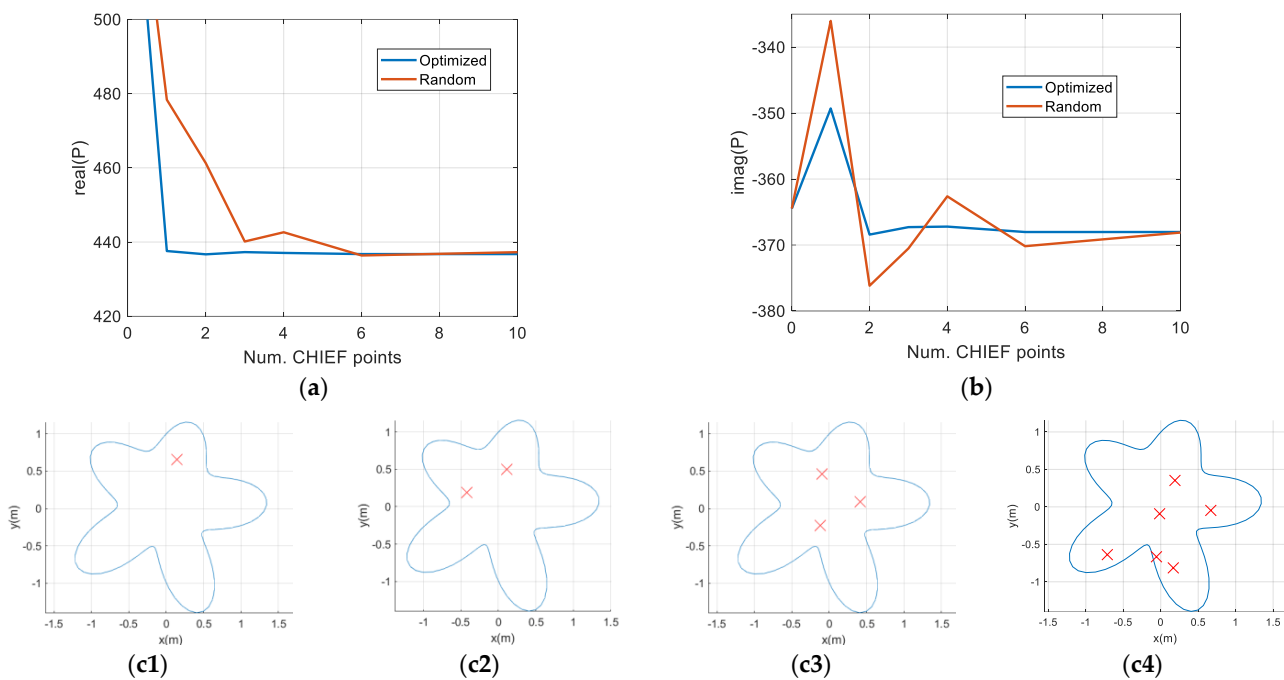 500
480
460
440
420
real(P)
Optimized
Random
0 2 4 6 8 10
Num. CHIEF points
(a)
-340
-350
-360
-370
-380
imag(P)
Optimized
Random
0 2 4 6 8 10
Num. CHIEF points
(b)
1
0.5
0
-0.5
-1
y(m)
-1.5 -1 -0.5 0 0.5 1 1.5
x(m)
(c1)
1
0.5
0
-0.5
-1
y(m)
-1 -0.5 0 0.5 1 1.5
x(m)
(c2)
1
0.5
0
-0.5
-1
y(m)
-1.5 -1 -0.5 0 0.5 1 1.5
x(m)
(c3)
1
0.5
0
-0.5
-1
y(m)
-1.5 -1 -0.5 0 0.5 1 1.5
x(m)
(c4)